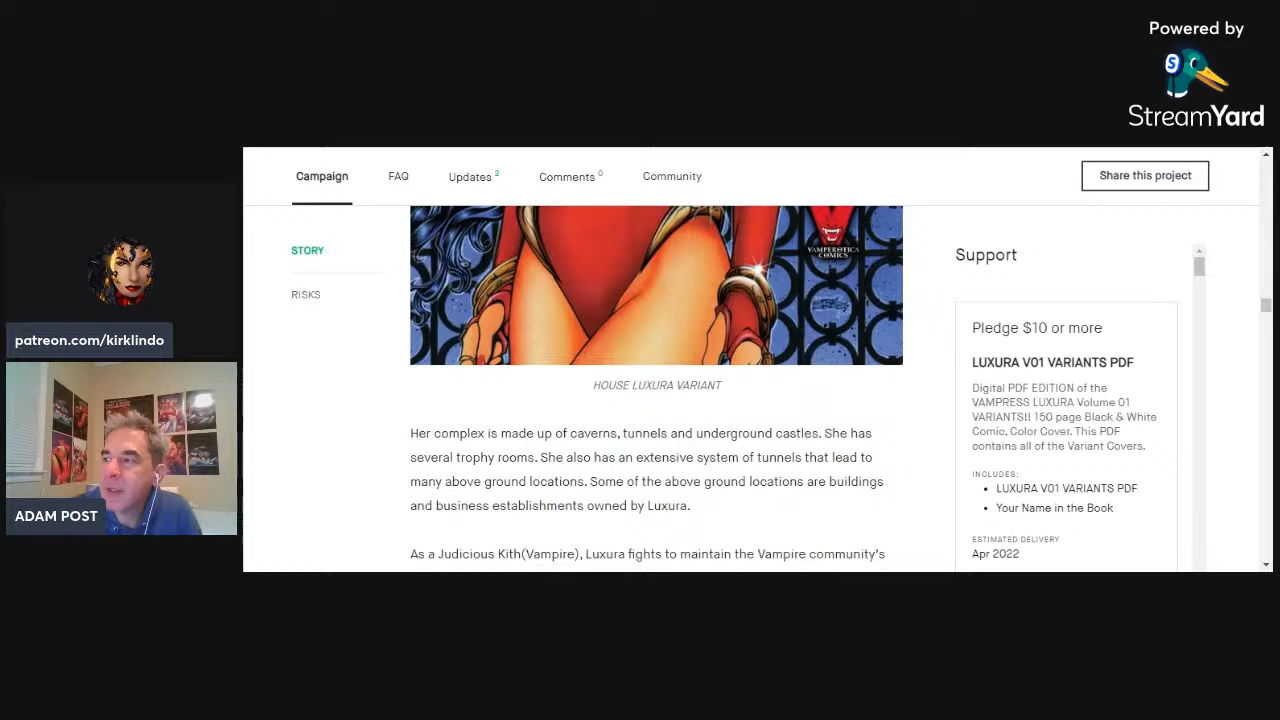 Powered by
StreamYard
Campaign
FAQ
Updates 2
Comments 0
Community
Share this project
STORY
RISKS
VAMPEROTICA
COMICS
HOUSE LUXURA VARIANT
Her complex is made up of caverns, tunnels and underground castles. She has
several trophy rooms. She also has an extensive system of tunnels that lead to
many above ground locations. Some of the above ground locations are buildings
and business establishments owned by Luxura.
As a Judicious Kith(Vampire), Luxura fights to maintain the Vampire community's
Support
Pledge $10 or more
LUXURA V01 VARIANTS PDF
Digital PDF EDITION of the
VAMPRESS LUXURA Volume 01
VARIANTS!! 150 page Black & White
Comic, Color Cover. This PDF
contains all of the Variant Covers.
INCLUDES:
• LUXURA V01 VARIANTS PDF
• Your Name in the Book
ESTIMATED DELIVERY
Apr 2022
patreon.com/kirklindo
ADAM POST